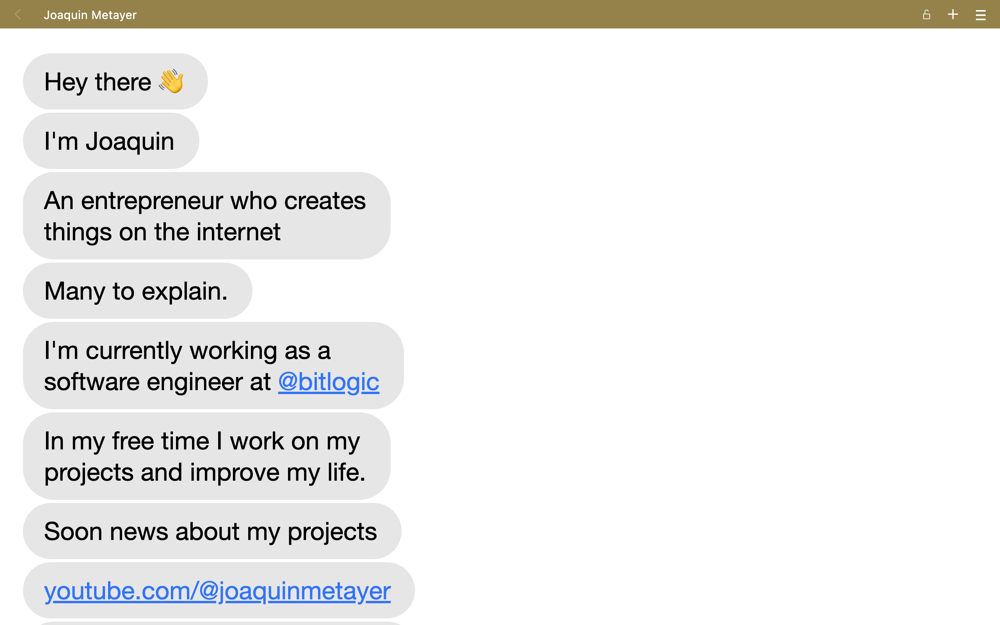 Joaquin Metayer
Hey there 👋
I'm Joaquin
An entrepreneur who creates
things on the internet
Many to explain.
I'm currently working as a
software engineer at @bitlogic
In my free time I work on my
projects and improve my life.
Soon news about my projects
youtube.com/@joaquinmetayer